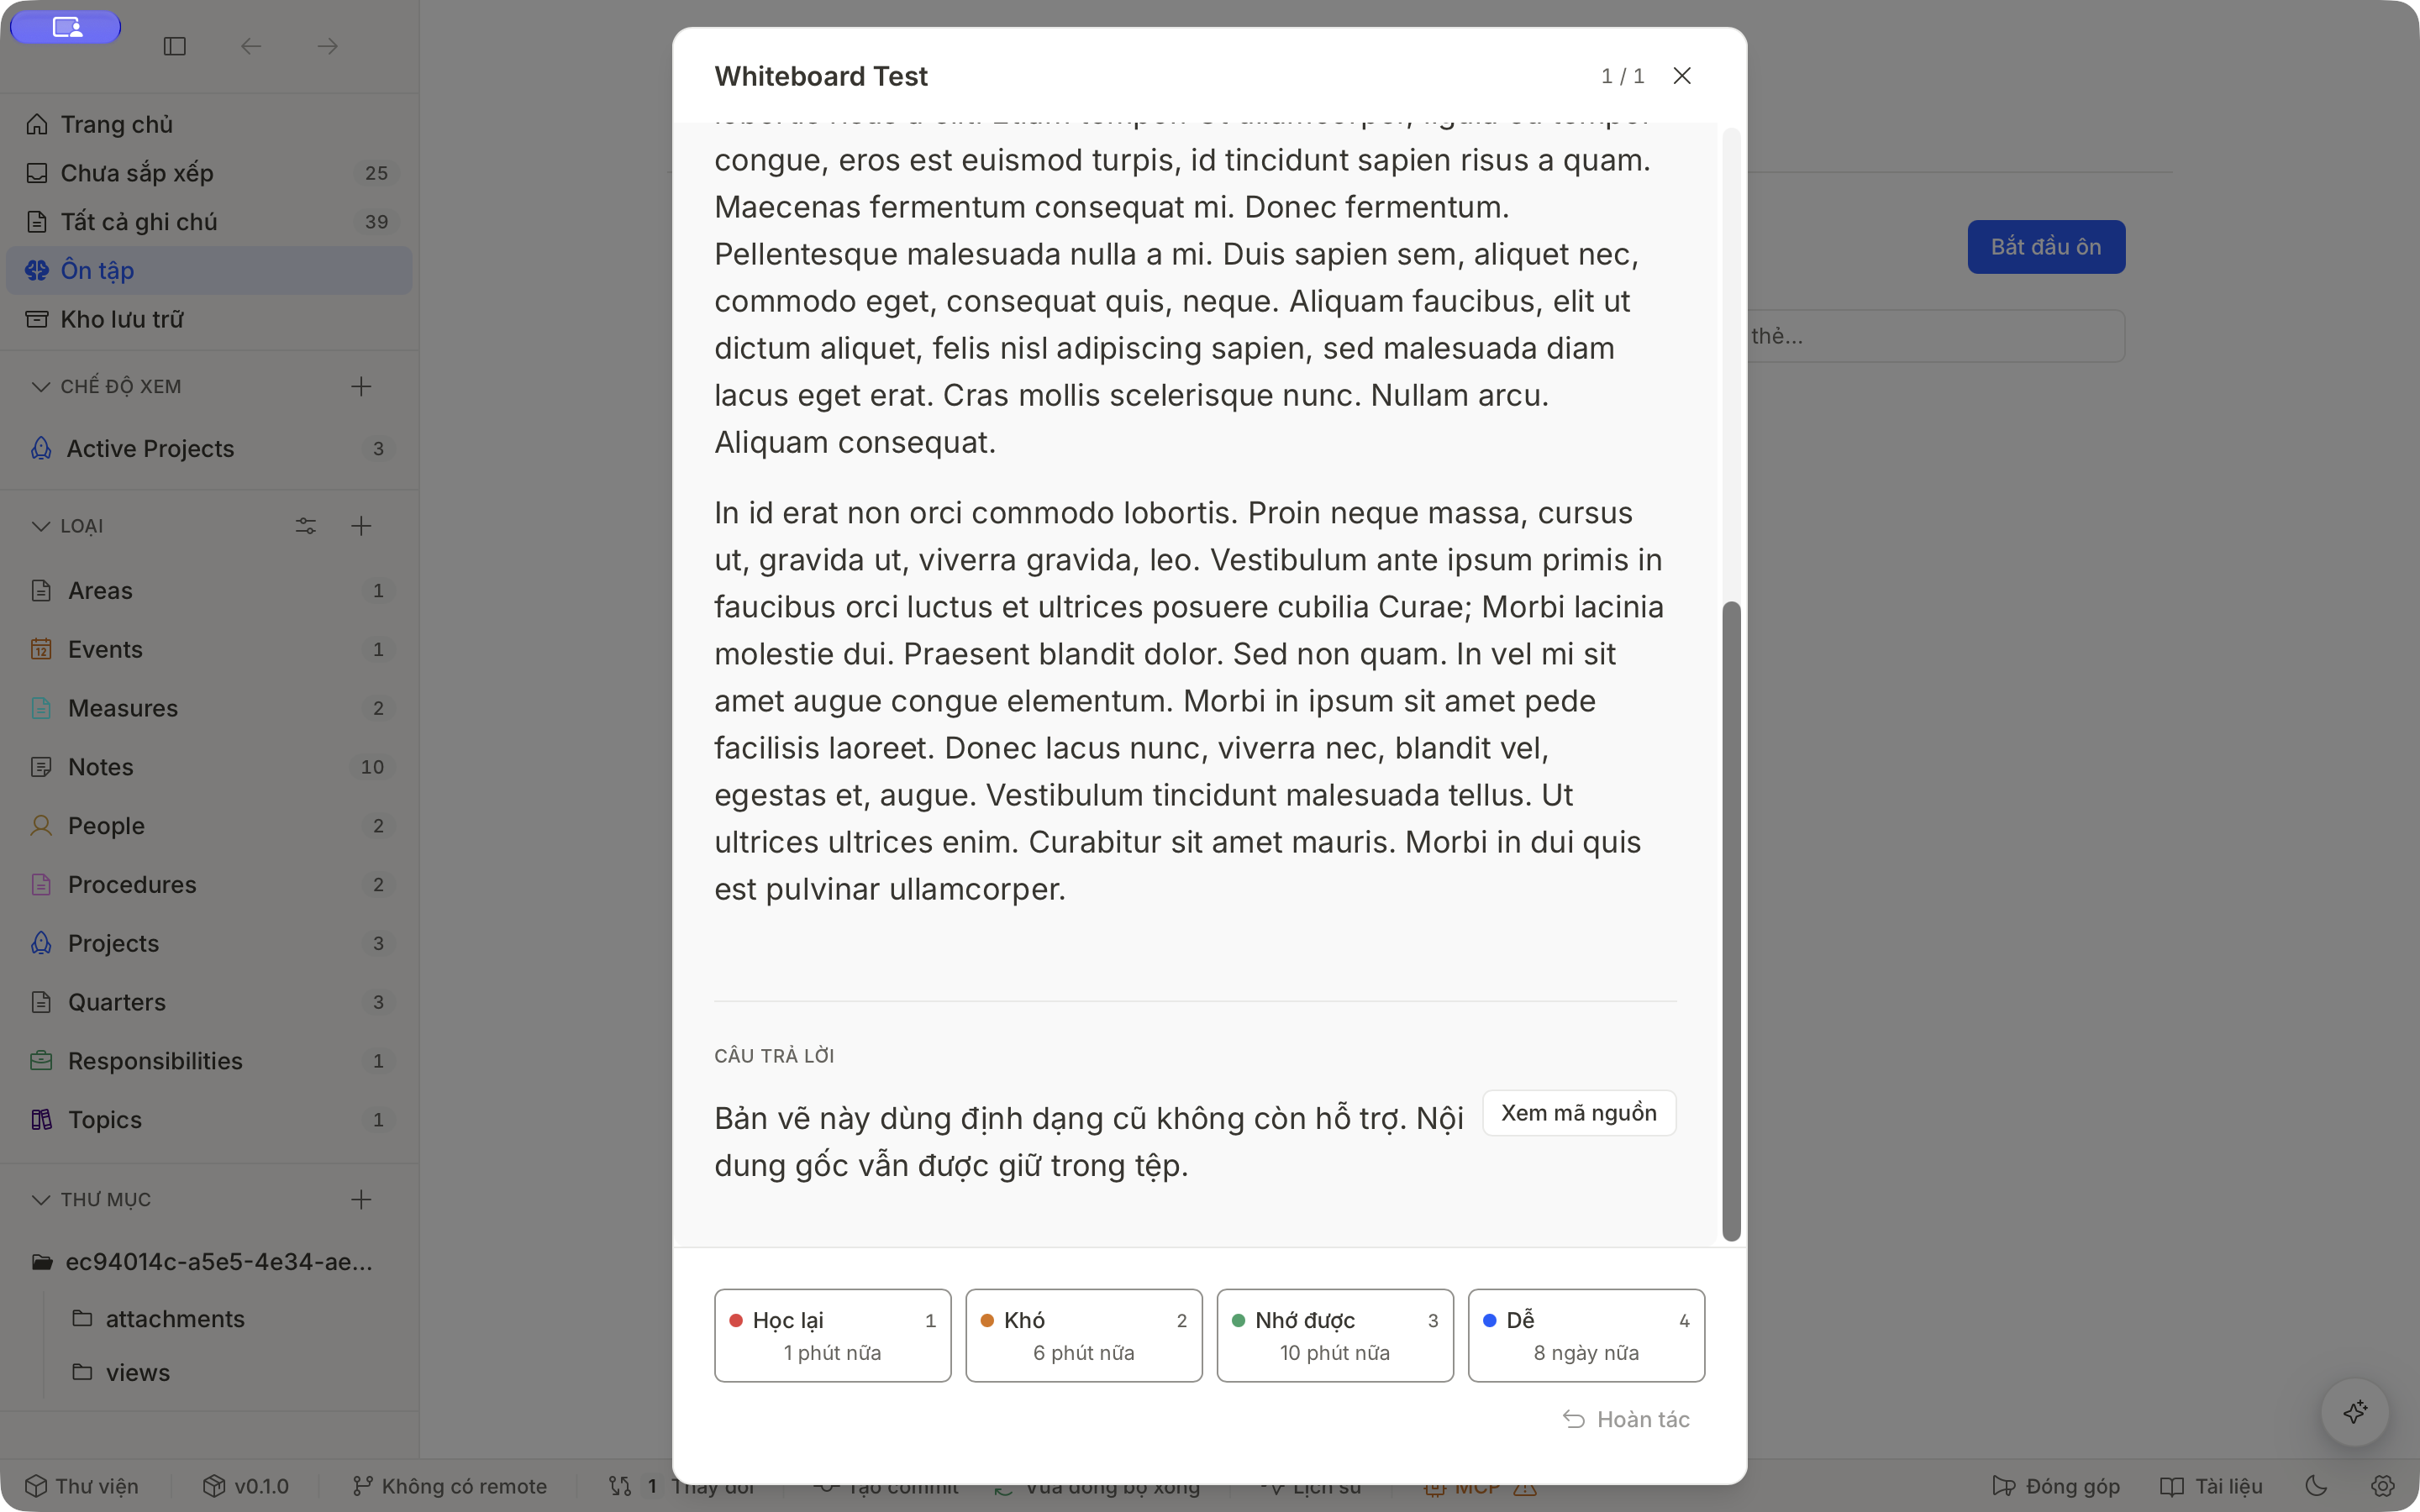 Trang chủ
Chưa sắp xếp 25
Tất cả ghi chú 39
Ôn tập
Kho lưu trữ
CHẾ ĐỘ XEM
Active Projects 3
LOẠI
Areas 1
Events 1
Measures 2
Notes 10
People 2
Procedures 2
Projects 3
Quarters 3
Responsibilities 1
Topics 1
THƯ MỤC
ec94014c-a5e5-4e34-ae...
attachments
views
Whiteboard Test 1 / 1
congue, eros est euismod turpis, id tincidunt sapien risus a quam.
Maecenas fermentum consequat mi. Donec fermentum.
Pellentesque malesuada nulla a mi. Duis sapien sem, aliquet nec,
commodo eget, consequat quis, neque. Aliquam faucibus, elit ut
dictum aliquet, felis nisl adipiscing sapien, sed malesuada diam
lacus eget erat. Cras mollis scelerisque nunc. Nullam arcu.
Aliquam consequat.
In id erat non orci commodo lobortis. Proin neque massa, cursus
ut, gravida ut, viverra gravida, leo. Vestibulum ante ipsum primis in
faucibus orci luctus et ultrices posuere cubilia Curae; Morbi lacinia
molestie dui. Praesent blandit dolor. Sed non quam. In vel mi sit
amet augue congue elementum. Morbi in ipsum sit amet pede
facilisis laoreet. Donec lacus nunc, viverra nec, blandit vel,
egestas et, augue. Vestibulum tincidunt malesuada tellus. Ut
ultrices ultrices enim. Curabitur sit amet mauris. Morbi in dui quis
est pulvinar ullamcorper.
CÂU TRẢ LỜI
Bản vẽ này dùng định dạng cũ không còn hỗ trợ. Nội
dung gốc vẫn được giữ trong tệp.
Xem mã nguồn
Học lại 1
1 phút nữa
Khó 2
6 phút nữa
Nhớ được 3
10 phút nữa
Dễ 4
8 ngày nữa
Hoàn tác
Bắt đầu ôn
thẻ...
Thư viện v0.1.0 Không có remote 1 Thay đổi Tạo commit Vừa đồng bộ xong Lịch sử MCP Đóng góp Tài liệu